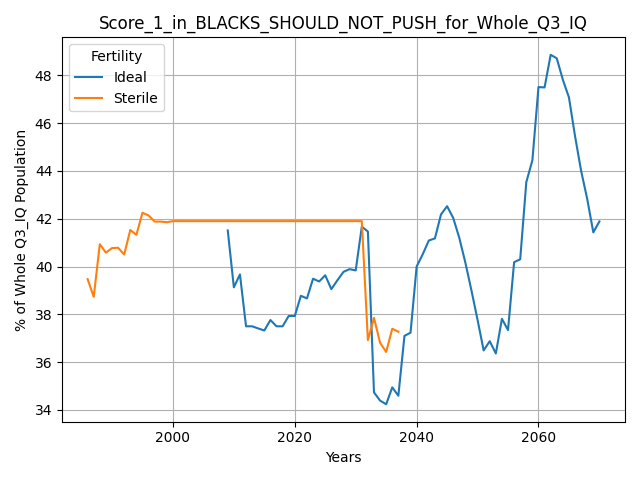 Score_1_in_BLACKS_SHOULD_NOT_PUSH_for_Whole_Q3_IQ
Fertility
Ideal
Sterile
% of Whole Q3_IQ Population
48
46
44
42
40
38
36
34
2000
2020
2040
2060
Years